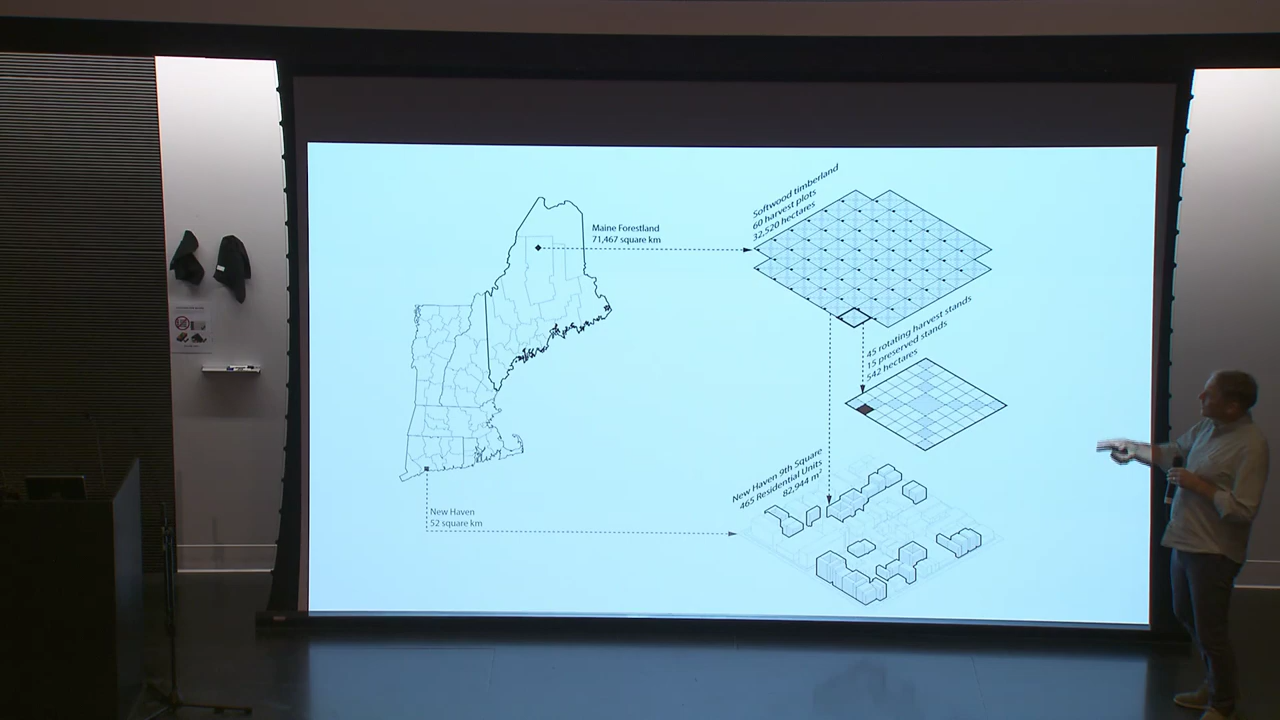 Maine Forestland
71,467 square km
Softwood timberland
60 harvest plots
32,520 hectares
45 rotating harvest stands
15 preserved stands
542 hectares
New Haven 9th Square
465 Residential Units
82,944 m²
New Haven
52 square km